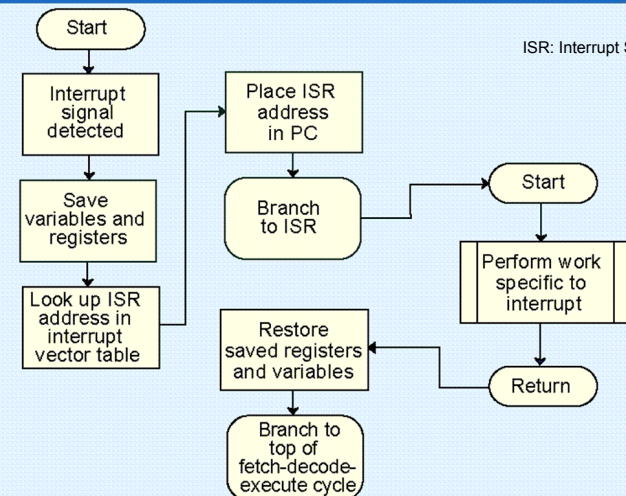 Start
ISR: Interrupt
Interrupt
signal
detected
Save
variables and
registers
Look up ISR
address in
interrupt
vector table
Place ISR
address
in PC
Branch
to ISR
Start
Perform work
specific to
interrupt
Return
Restore
saved registers
and variables
Branch to
top of
fetch-decode-
execute cycle